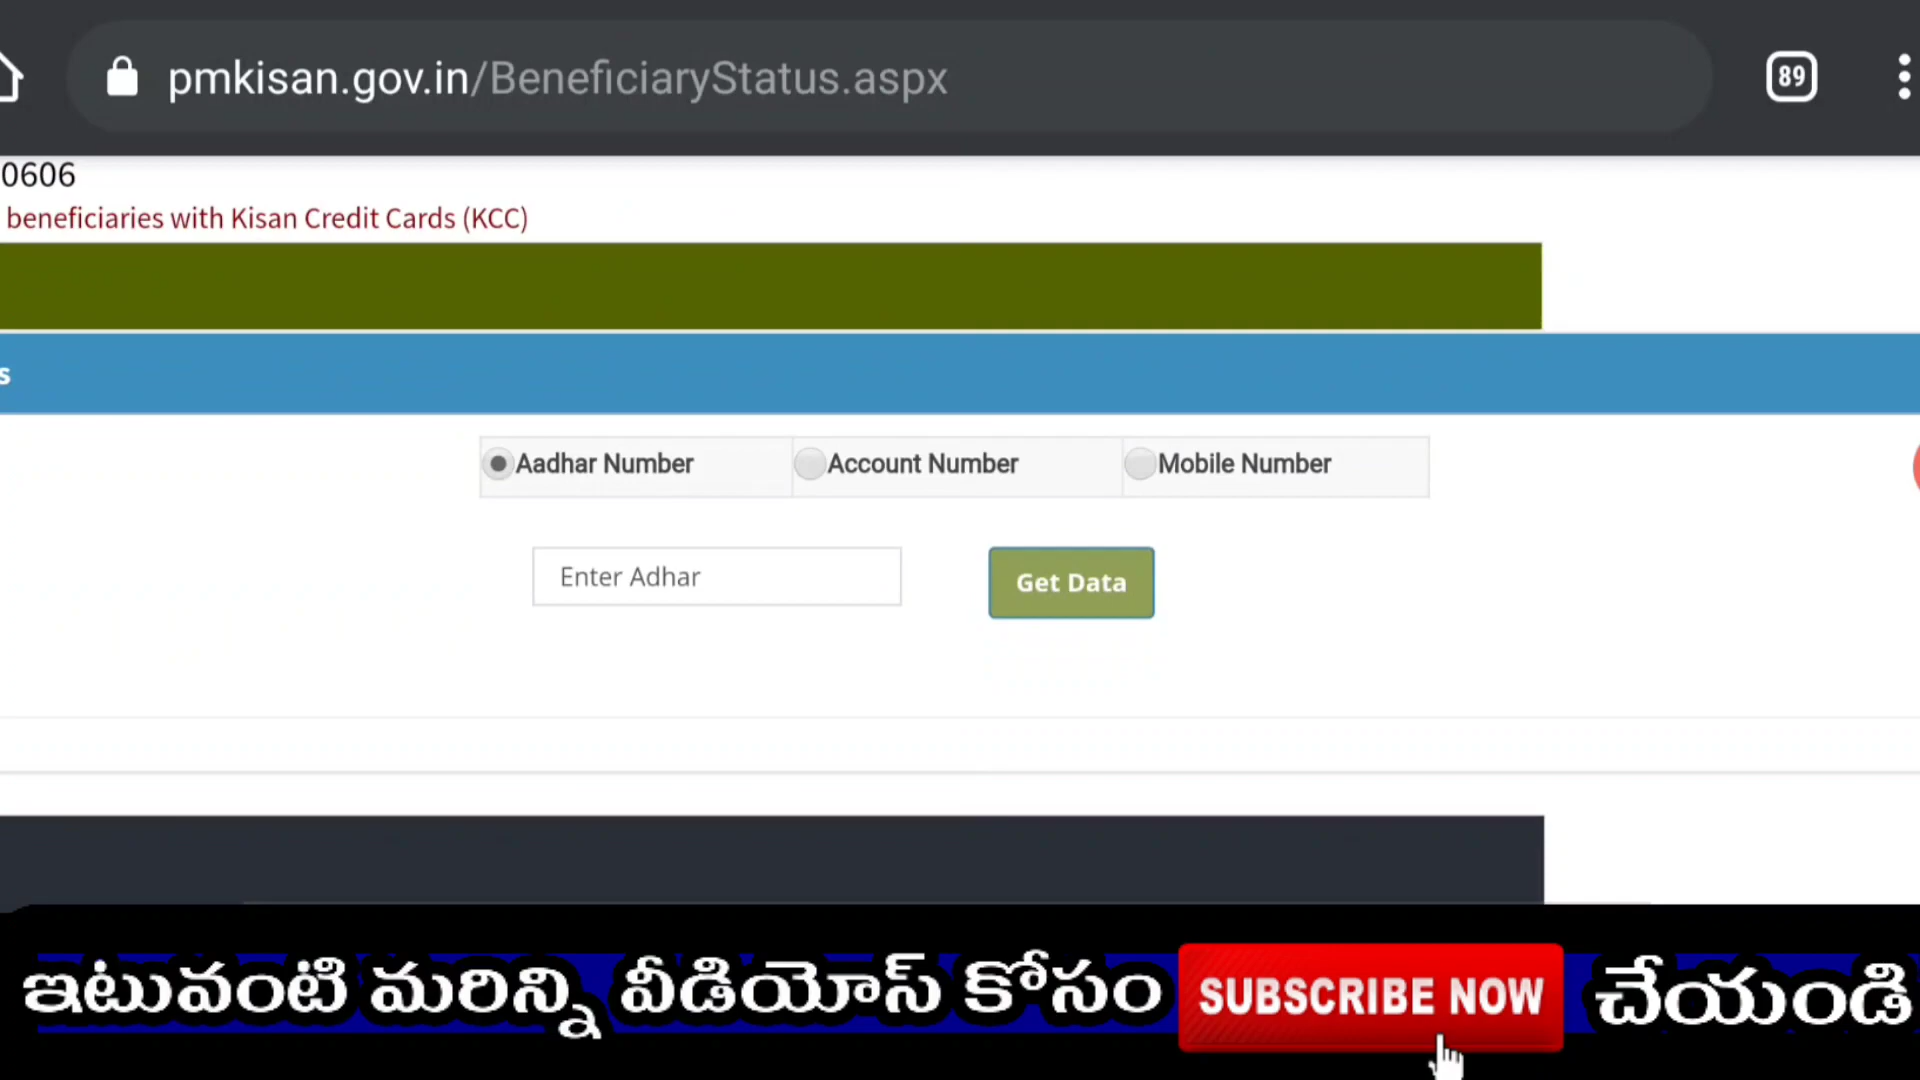 pmkisan.gov.in/BeneficiaryStatus.aspx
89
0606
beneficiaries with Kisan Credit Cards (KCC)
s
Aadhar Number Account Number Mobile Number
Enter Adhar Get Data
ఇటువంటి మరిన్ని వీడియోస్ కోసం SUBSCRIBE NOW చేయండి